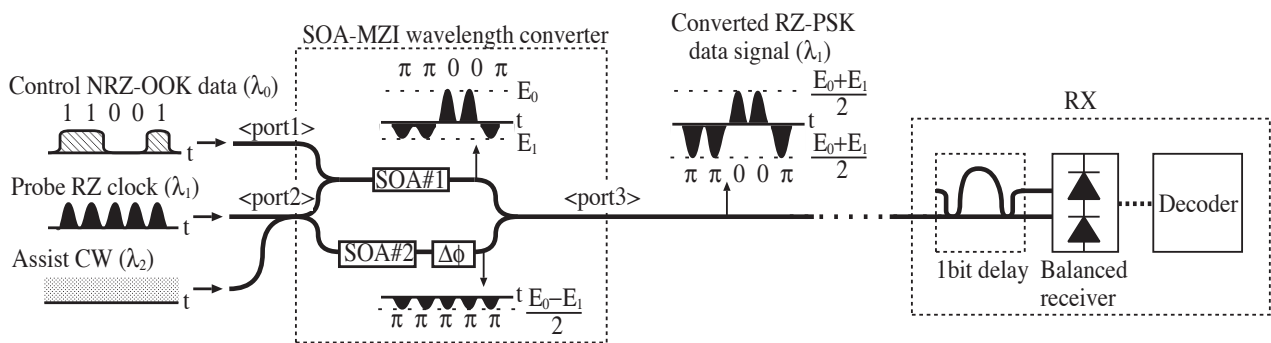 SOA-MZI wavelength converter
Converted RZ-PSK
data signal (λ₁)
Control NRZ-OOK data (λ₀)
1 1 0 0 1
t
<port1>
Probe RZ clock (λ₁)
t
<port2>
Assist CW (λ₂)
t
π π 0 0 π
E₀
t
E₁
SOA#1
SOA#2
Δϕ
t
E₀−E₁
2
π π π π π
<port3>
E₀+E₁
2
t
E₀+E₁
2
π π 0 0 π
RX
1bit delay
Balanced
receiver
Decoder